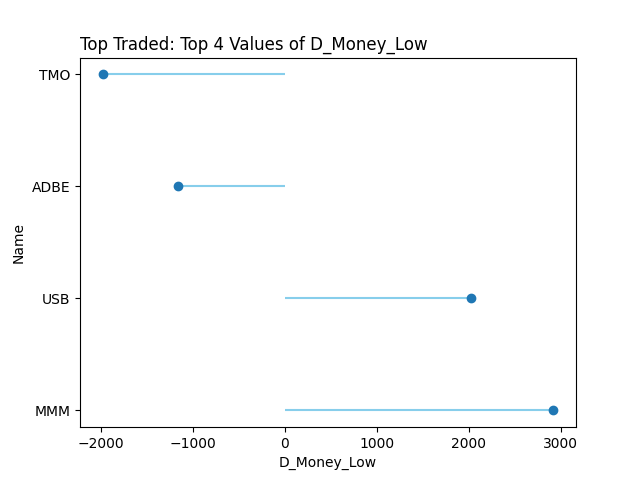 Top Traded: Top 4 Values of D_Money_Low
TMO
ADBE
USB
MMM
Name
−2000
−1000
0
1000
2000
3000
D_Money_Low